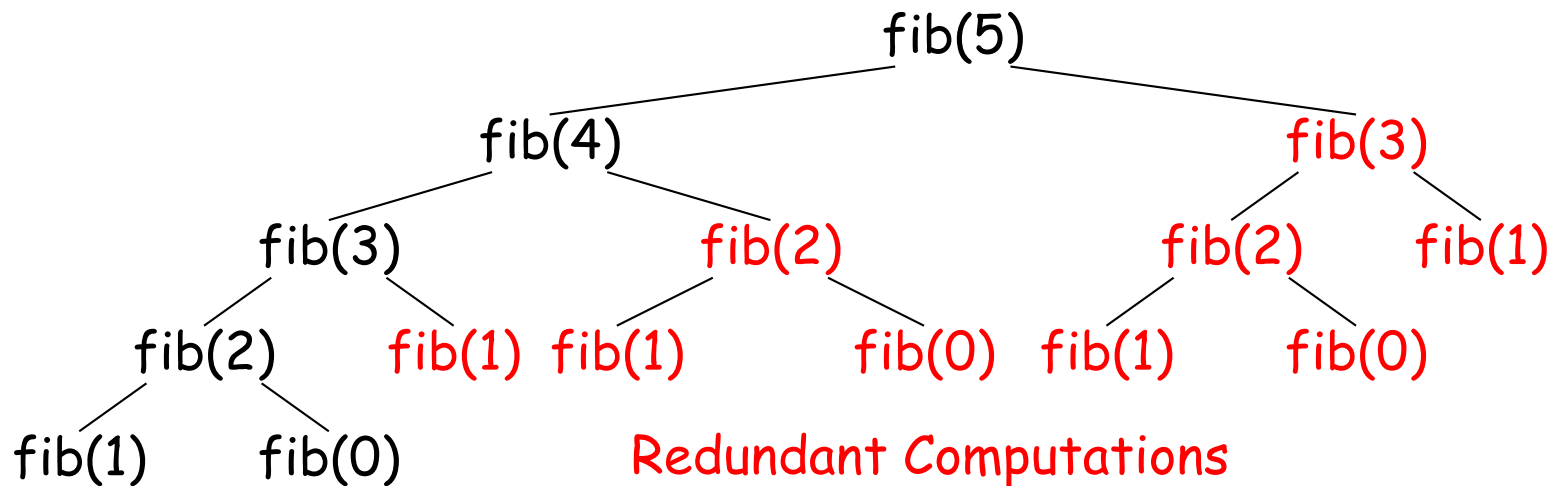 fib(5)
fib(4) fib(3)
fib(3) fib(2) fib(2) fib(1)
fib(2) fib(1) fib(1) fib(0) fib(1) fib(0)
fib(1) fib(0) Redundant Computations